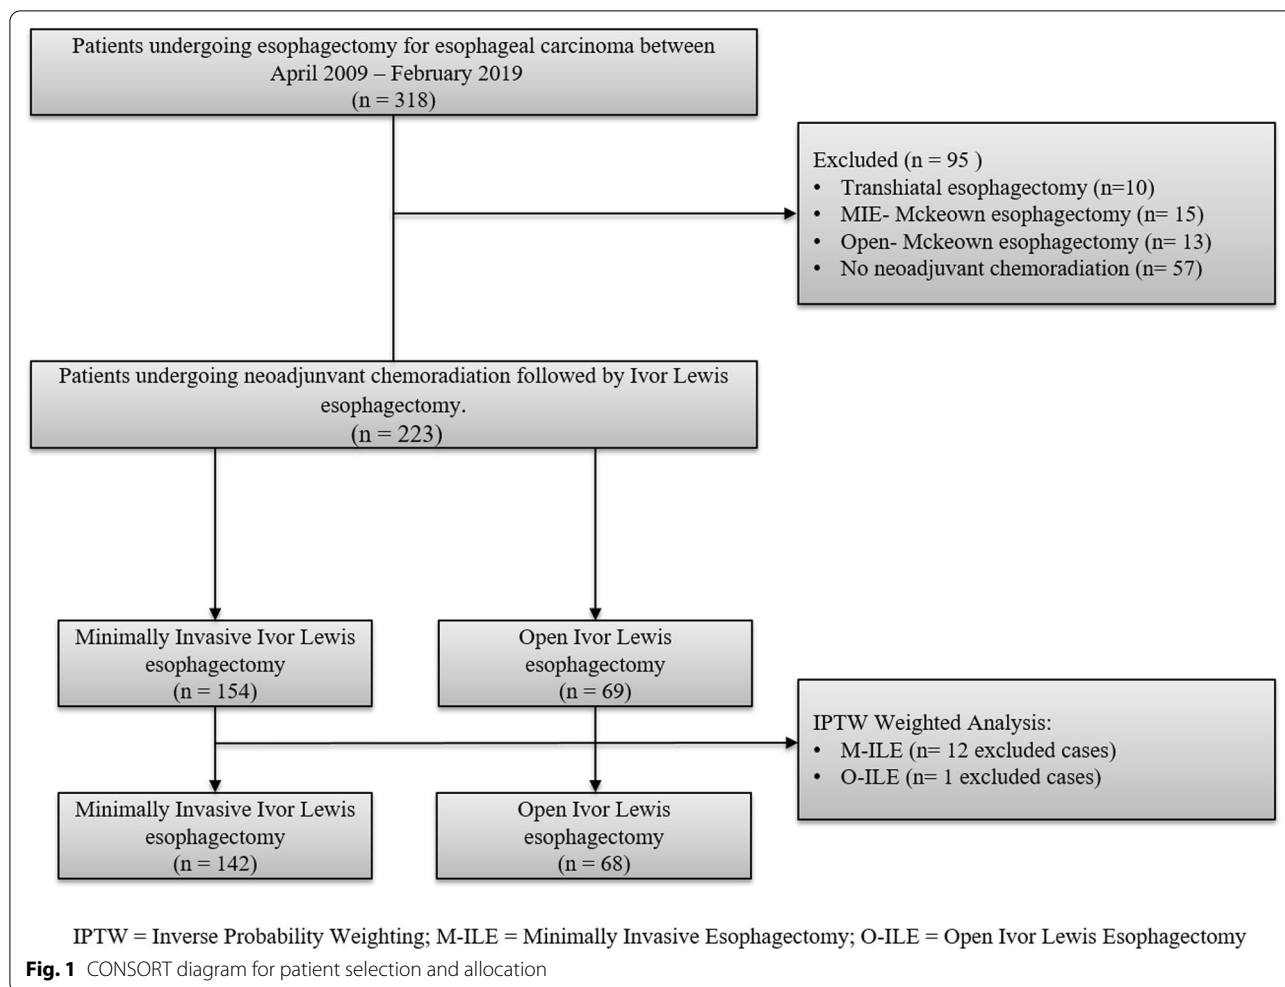 Patients undergoing esophagectomy for esophageal carcinoma between
April 2009 – February 2019
(n = 318)
Excluded (n = 95 )
• Transhiatal esophagectomy (n=10)
• MIE- Mckeown esophagectomy (n= 15)
• Open- Mckeown esophagectomy (n= 13)
• No neoadjuvant chemoradiation (n= 57)
Patients undergoing neoadjunvant chemoradiation followed by Ivor Lewis
esophagectomy.
(n = 223)
Minimally Invasive Ivor Lewis
esophagectomy
(n = 154)
Open Ivor Lewis
esophagectomy
(n = 69)
IPTW Weighted Analysis:
• M-ILE (n= 12 excluded cases)
• O-ILE (n= 1 excluded cases)
Minimally Invasive Ivor Lewis
esophagectomy
(n = 142)
Open Ivor Lewis
esophagectomy
(n = 68)
IPTW = Inverse Probability Weighting; M-ILE = Minimally Invasive Esophagectomy; O-ILE = Open Ivor Lewis Esophagectomy
Fig. 1 CONSORT diagram for patient selection and allocation